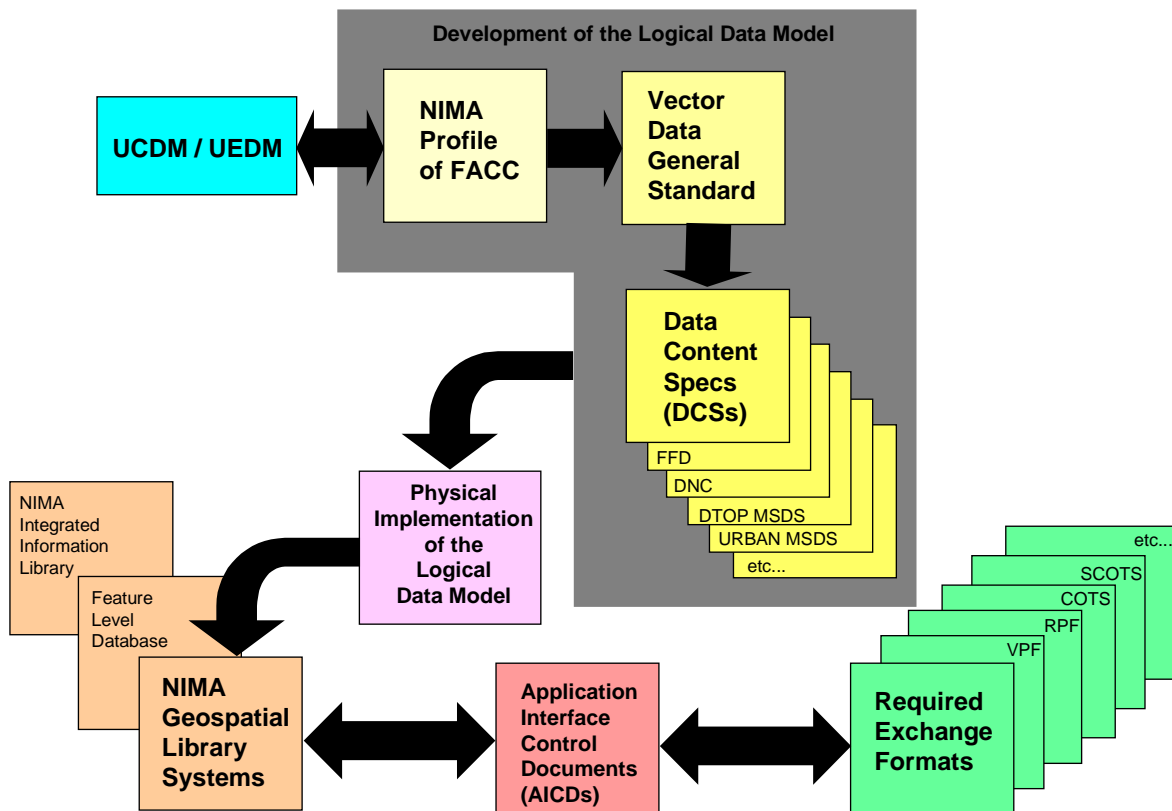 Development of the Logical Data Model
UCDM / UEDM
NIMA
Profile
of FACC
Vector
Data
General
Standard
Data
Content
Specs
(DCSs)
FFD
DNC
DTOP MSDS
URBAN MSDS
etc...
Physical
Implementation
of the
Logical
Data Model
NIMA
Integrated
Information
Library
Feature
Level
Database
NIMA
Geospatial
Library
Systems
Application
Interface
Control
Documents
(AICDs)
etc...
SCOTS
COTS
RPF
VPF
Required
Exchange
Formats